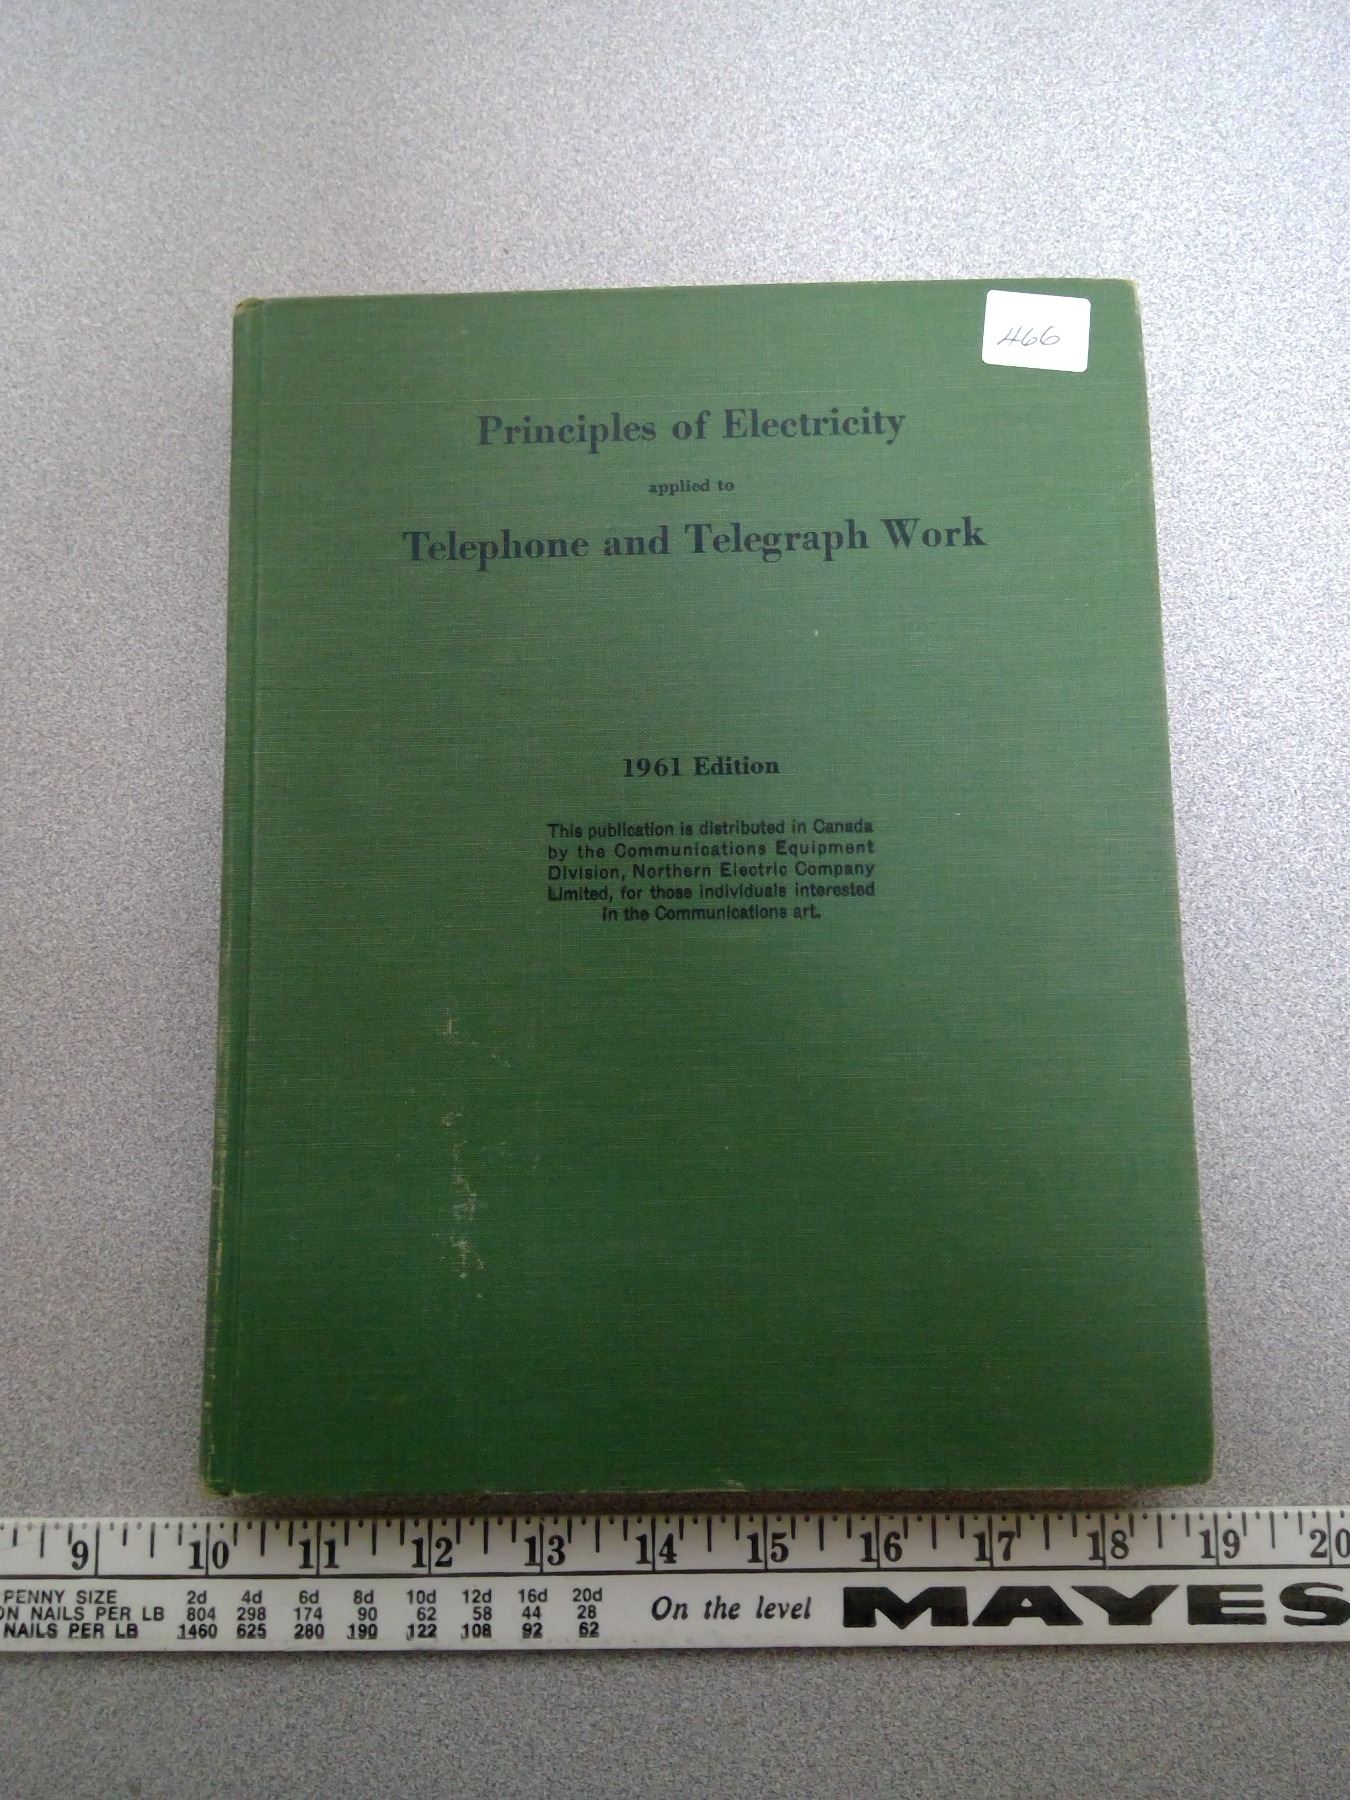 466
Principles of Electricity
applied to
Telephone and Telegraph Work
1961 Edition
This publication is distributed in Canada
by the Communications Equipment
Division, Northern Electric Company
Limited, for those individuals interested
in the Communications art.
9 10 11 12 13 14 15 16 17 18 19 20
PENNY SIZE 2d 4d 6d 8d 10d 12d 16d 20d
ON NAILS PER LB 804 298 174 90 62 58 44 28
NAILS PER LB 1460 625 280 190 122 108 92 62
On the level MAYES